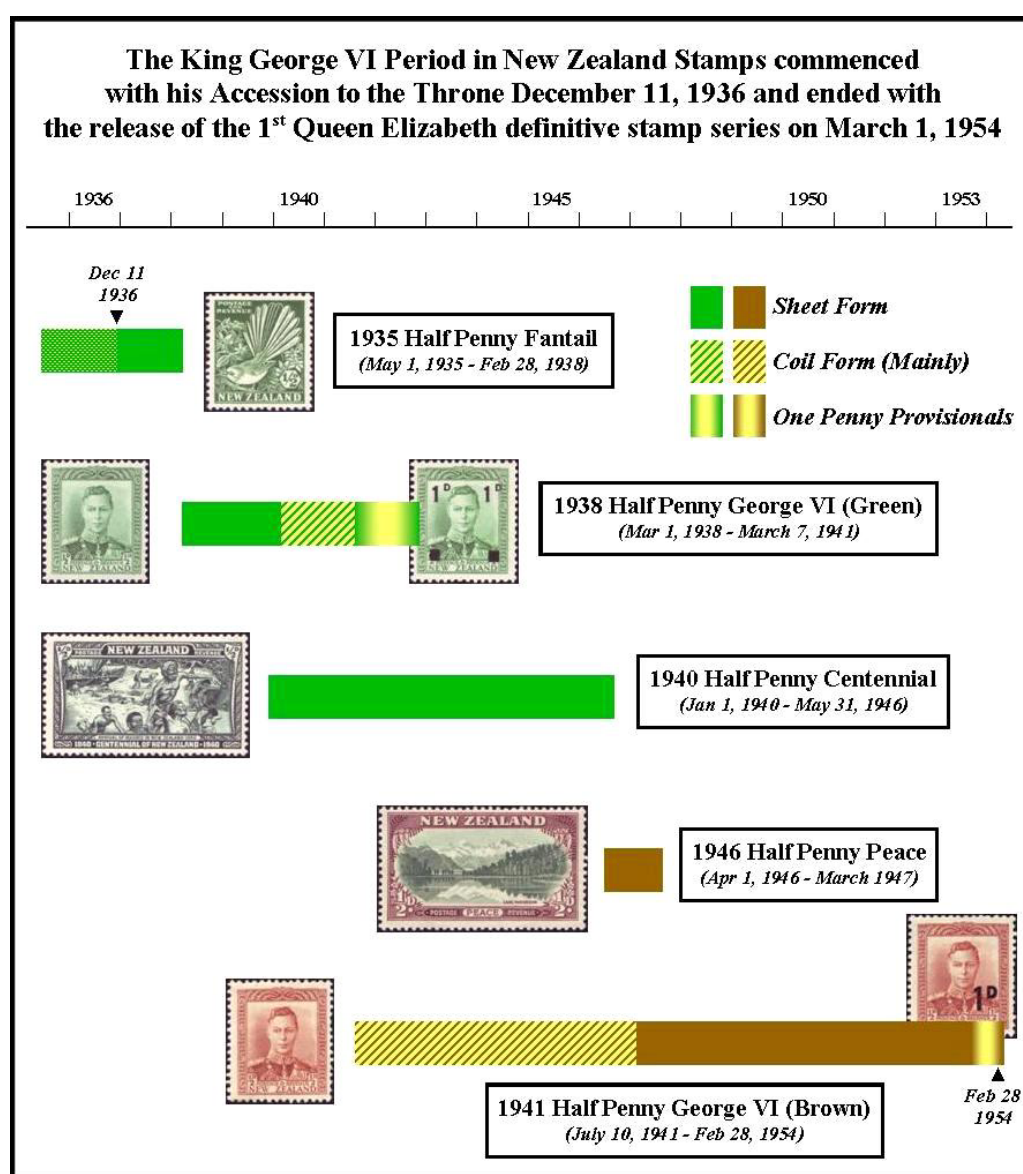 The King George VI Period in New Zealand Stamps commenced
with his Accession to the Throne December 11, 1936 and ended with
the release of the 1st Queen Elizabeth definitive stamp series on March 1, 1954
1936 1940 1945 1950 1953
Dec 11
1936
POSTAGE
AND
REVENUE
½D
NEW ZEALAND
1935 Half Penny Fantail
(May 1, 1935 - Feb 28, 1938)
Sheet Form
Coil Form (Mainly)
One Penny Provisionals
NEW ZEALAND
1D 1D
NEW ZEALAND
1938 Half Penny George VI (Green)
(Mar 1, 1938 - March 7, 1941)
NEW ZEALAND
POSTAGE REVENUE
1840 · CENTENNIAL OF NEW ZEALAND · 1940
1940 Half Penny Centennial
(Jan 1, 1940 - May 31, 1946)
NEW ZEALAND
POSTAGE PEACE REVENUE
1946 Half Penny Peace
(Apr 1, 1946 - March 1947)
1D
NEW ZEALAND
1941 Half Penny George VI (Brown)
(July 10, 1941 - Feb 28, 1954)
Feb 28
1954